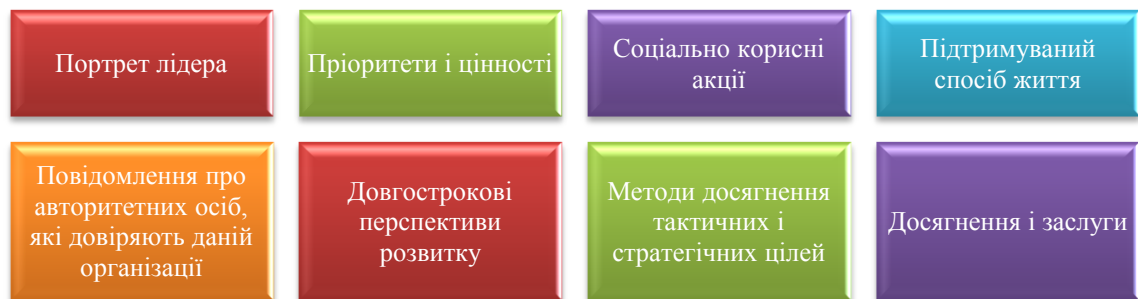 Портрет лідера
Пріоритети і цінності
Соціально корисні
акції
Підтримуваний
спосіб життя
Повідомлення про
авторитетних осіб,
які довіряють даній
організації
Довгострокові
перспективи
розвитку
Методи досягнення
тактичних і
стратегічних цілей
Досягнення і заслуги